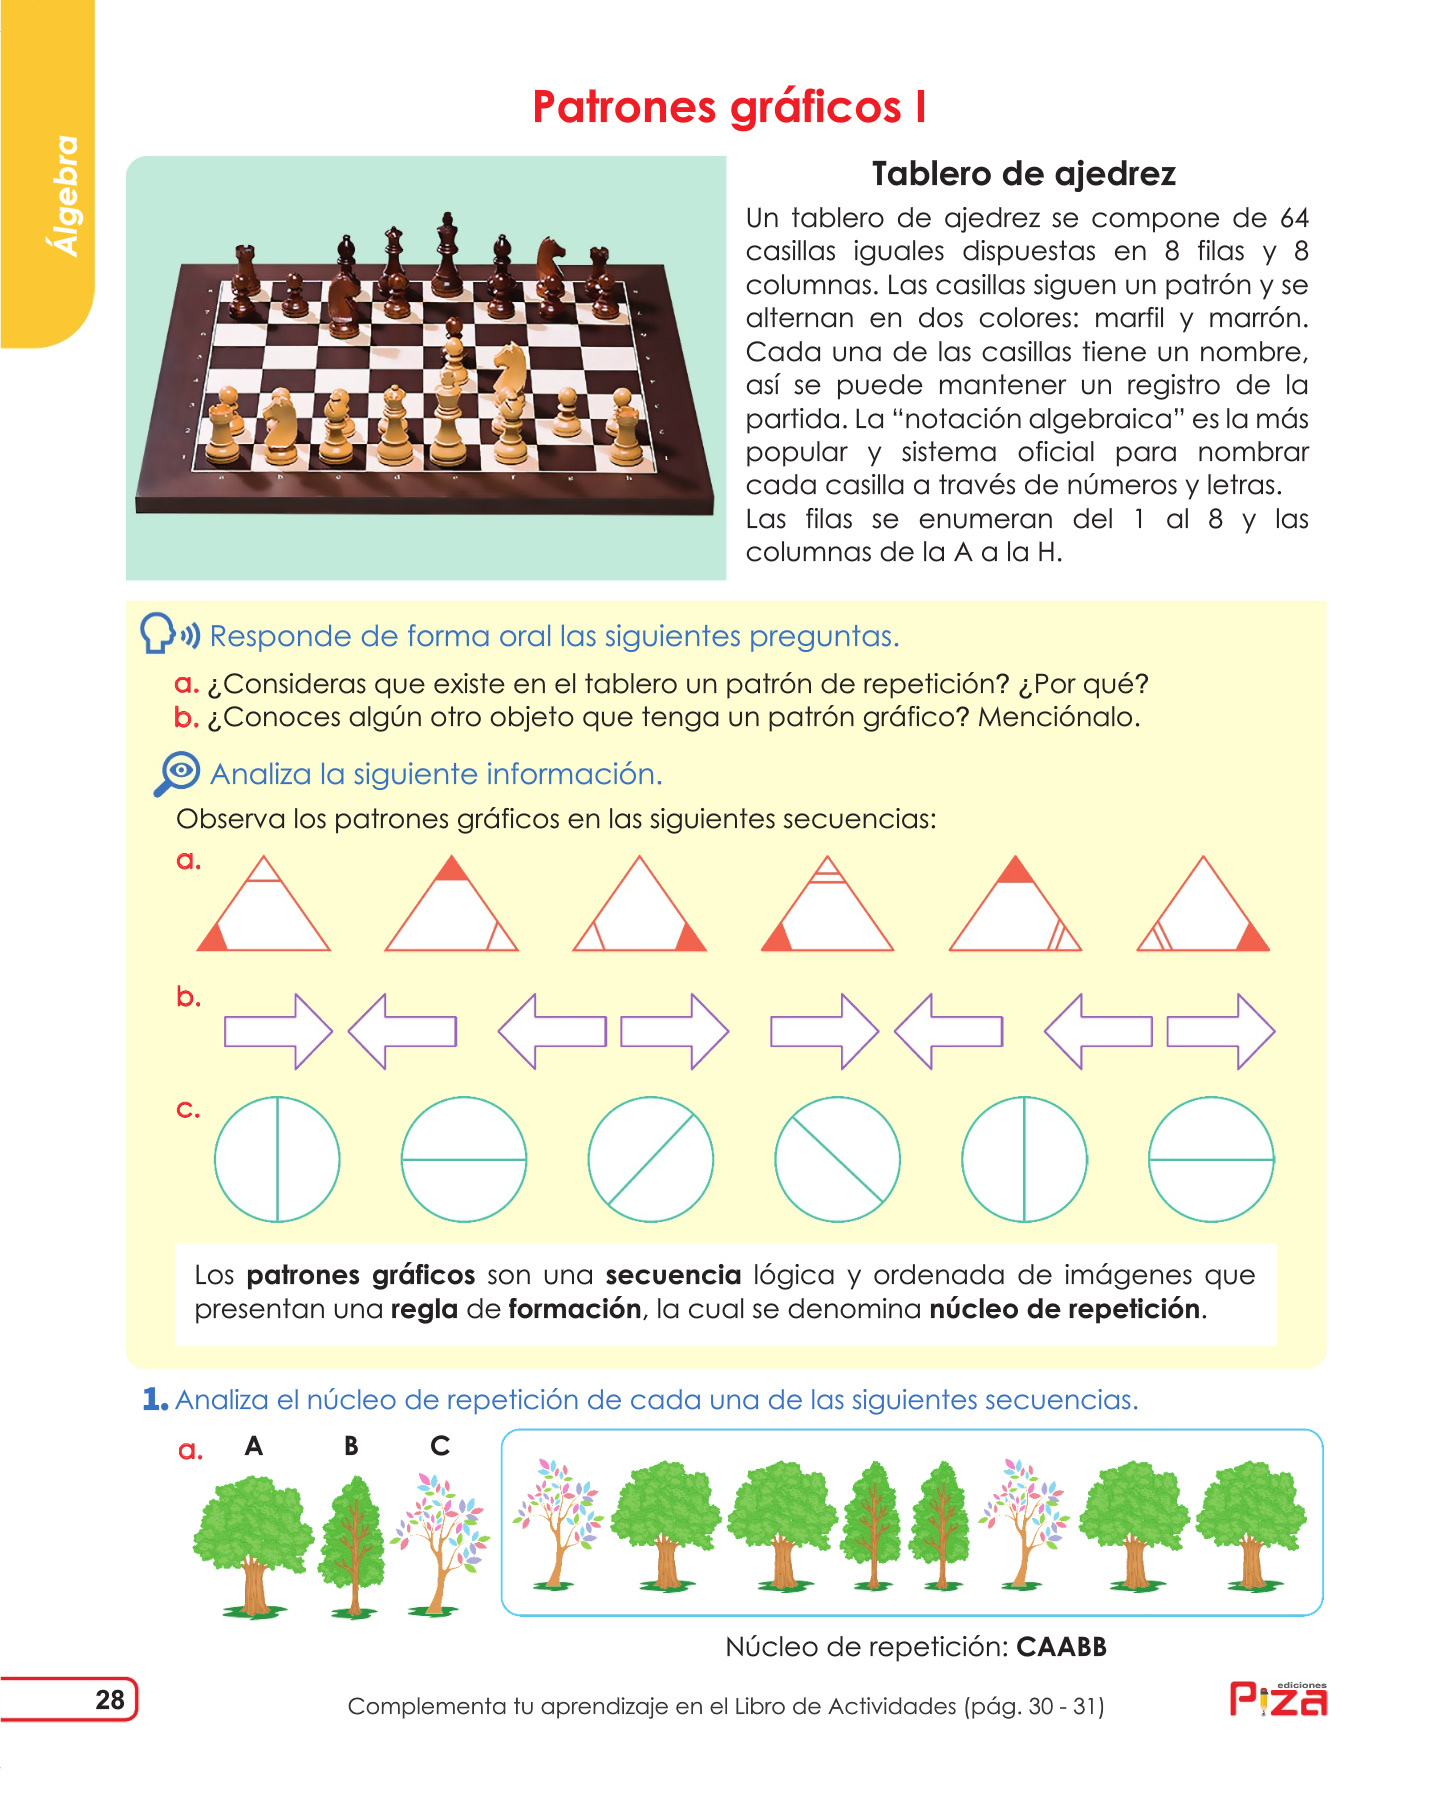 Álgebra
Patrones gráficos I
Tablero de ajedrez
Un tablero de ajedrez se compone de 64
casillas iguales dispuestas en 8 filas y 8
columnas. Las casillas siguen un patrón y se
alternan en dos colores: marfil y marrón.
Cada una de las casillas tiene un nombre,
así se puede mantener un registro de la
partida. La “notación algebraica” es la más
popular y sistema oficial para nombrar
cada casilla a través de números y letras.
Las filas se enumeran del 1 al 8 y las
columnas de la A a la H.
Responde de forma oral las siguientes preguntas.
a. ¿Consideras que existe en el tablero un patrón de repetición? ¿Por qué?
b. ¿Conoces algún otro objeto que tenga un patrón gráfico? Menciónalo.
Analiza la siguiente información.
Observa los patrones gráficos en las siguientes secuencias:
a.
b.
c.
Los patrones gráficos son una secuencia lógica y ordenada de imágenes que
presentan una regla de formación, la cual se denomina núcleo de repetición.
1. Analiza el núcleo de repetición de cada una de las siguientes secuencias.
a. A B C
Núcleo de repetición: CAABB
28
Complementa tu aprendizaje en el Libro de Actividades (pág. 30 - 31)
ediciones
Piza